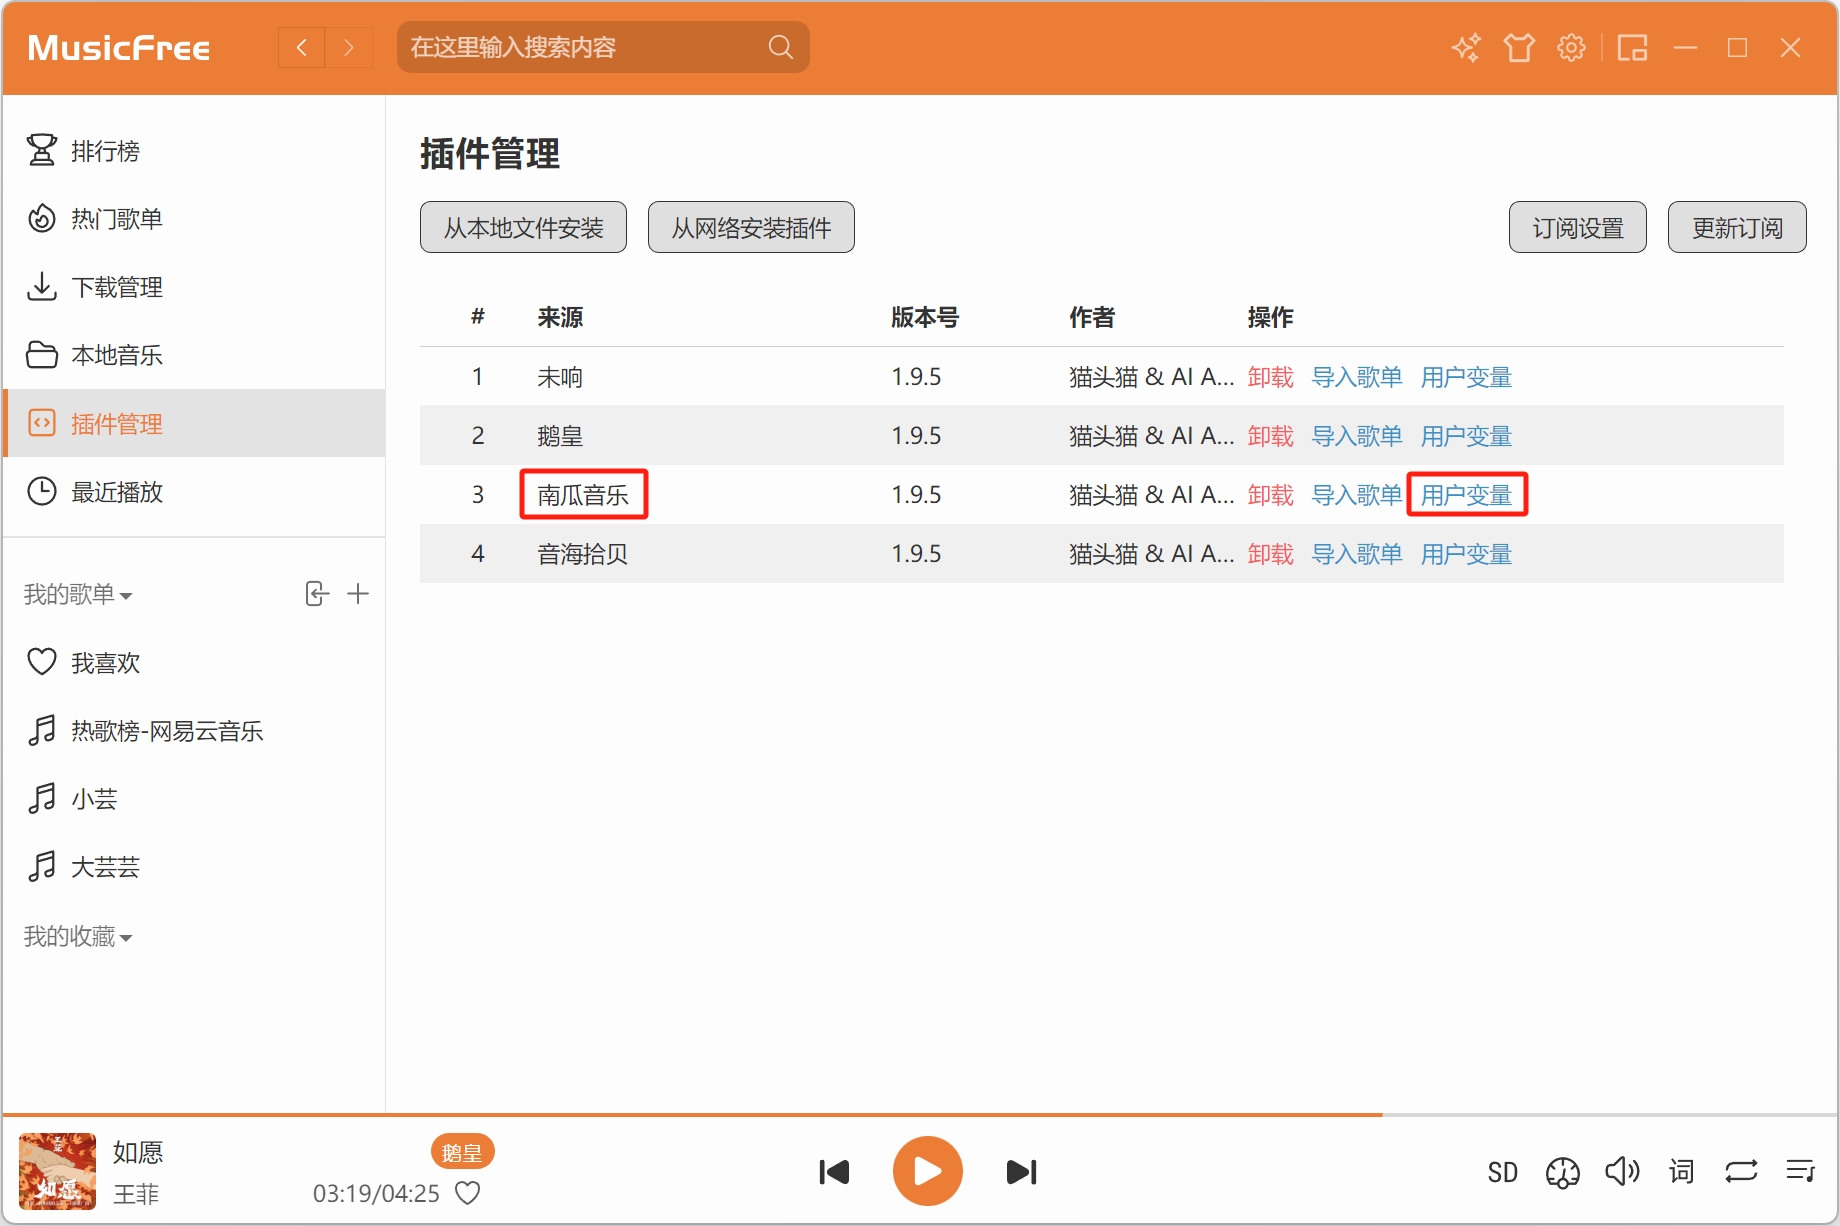 MusicFree
在这里输入搜索内容
排行榜
热门歌单
下载管理
本地音乐
插件管理
最近播放
我的歌单
我喜欢
热歌榜-网易云音乐
小芸
大芸芸
我的收藏
插件管理
从本地文件安装 从网络安装插件 订阅设置 更新订阅
# 来源 版本号 作者 操作
1 未响 1.9.5 猫头猫 & AI A... 卸载 导入歌单 用户变量
2 鹅皇 1.9.5 猫头猫 & AI A... 卸载 导入歌单 用户变量
3 南瓜音乐 1.9.5 猫头猫 & AI A... 卸载 导入歌单 用户变量
4 音海拾贝 1.9.5 猫头猫 & AI A... 卸载 导入歌单 用户变量
王菲
如愿
如愿 鹅皇
王菲 03:19/04:25
SD 词